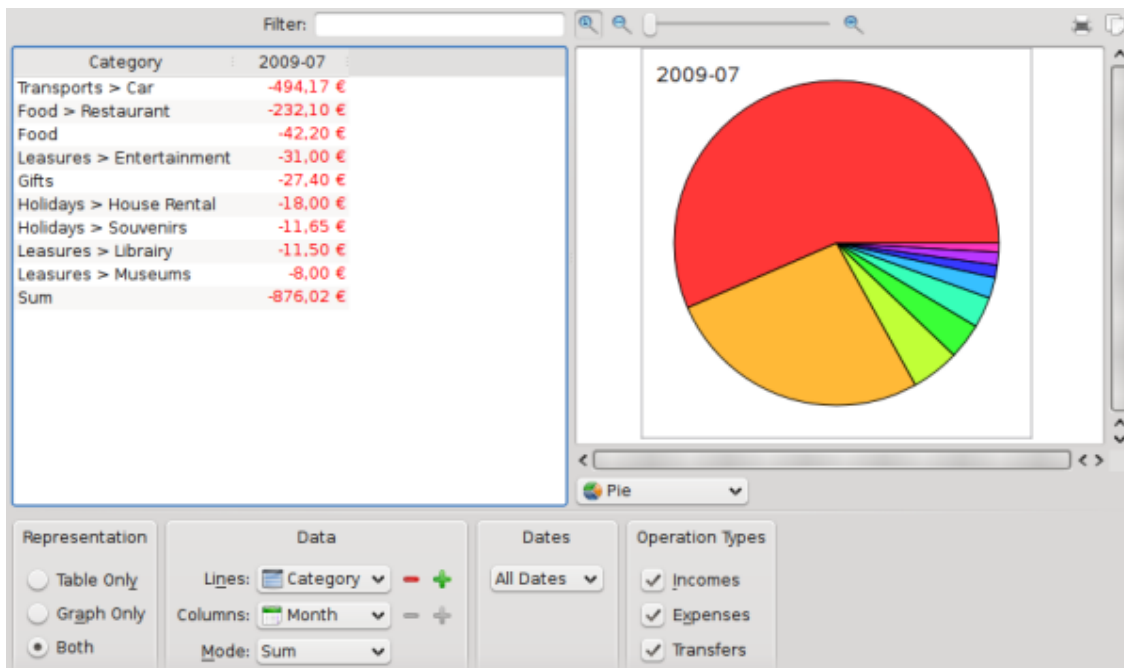 Filter:
Category 2009-07
Transports > Car -494,17 €
Food > Restaurant -232,10 €
Food -42,20 €
Leasures > Entertainment -31,00 €
Gifts -27,40 €
Holidays > House Rental -18,00 €
Holidays > Souvenirs -11,65 €
Leasures > Librairy -11,50 €
Leasures > Museums -8,00 €
Sum -876,02 €
2009-07
Pie
Representation
Table Only
Graph Only
Both
Data
Lines: Category
Columns: Month
Mode: Sum
Dates
All Dates
Operation Types
Incomes
Expenses
Transfers